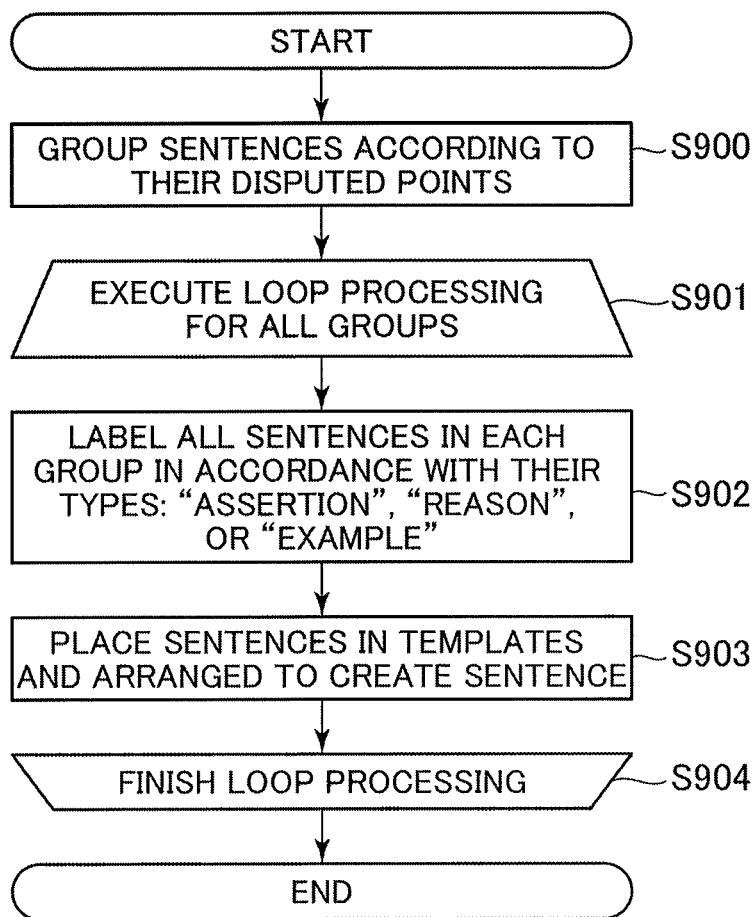 START
GROUP SENTENCES ACCORDING TO
THEIR DISPUTED POINTS
S900
EXECUTE LOOP PROCESSING
FOR ALL GROUPS
S901
LABEL ALL SENTENCES IN EACH
GROUP IN ACCORDANCE WITH THEIR
TYPES: “ASSERTION”, “REASON”,
OR “EXAMPLE”
S902
PLACE SENTENCES IN TEMPLATES
AND ARRANGED TO CREATE SENTENCE
S903
FINISH LOOP PROCESSING
S904
END